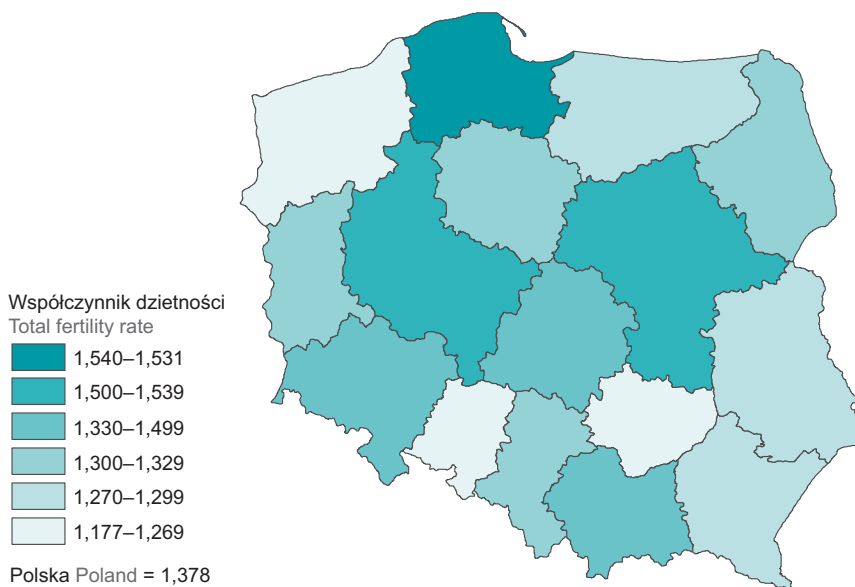 Współczynnik dzietności
Total fertility rate
1,540–1,531
1,500–1,539
1,330–1,499
1,300–1,329
1,270–1,299
1,177–1,269
Polska Poland = 1,378